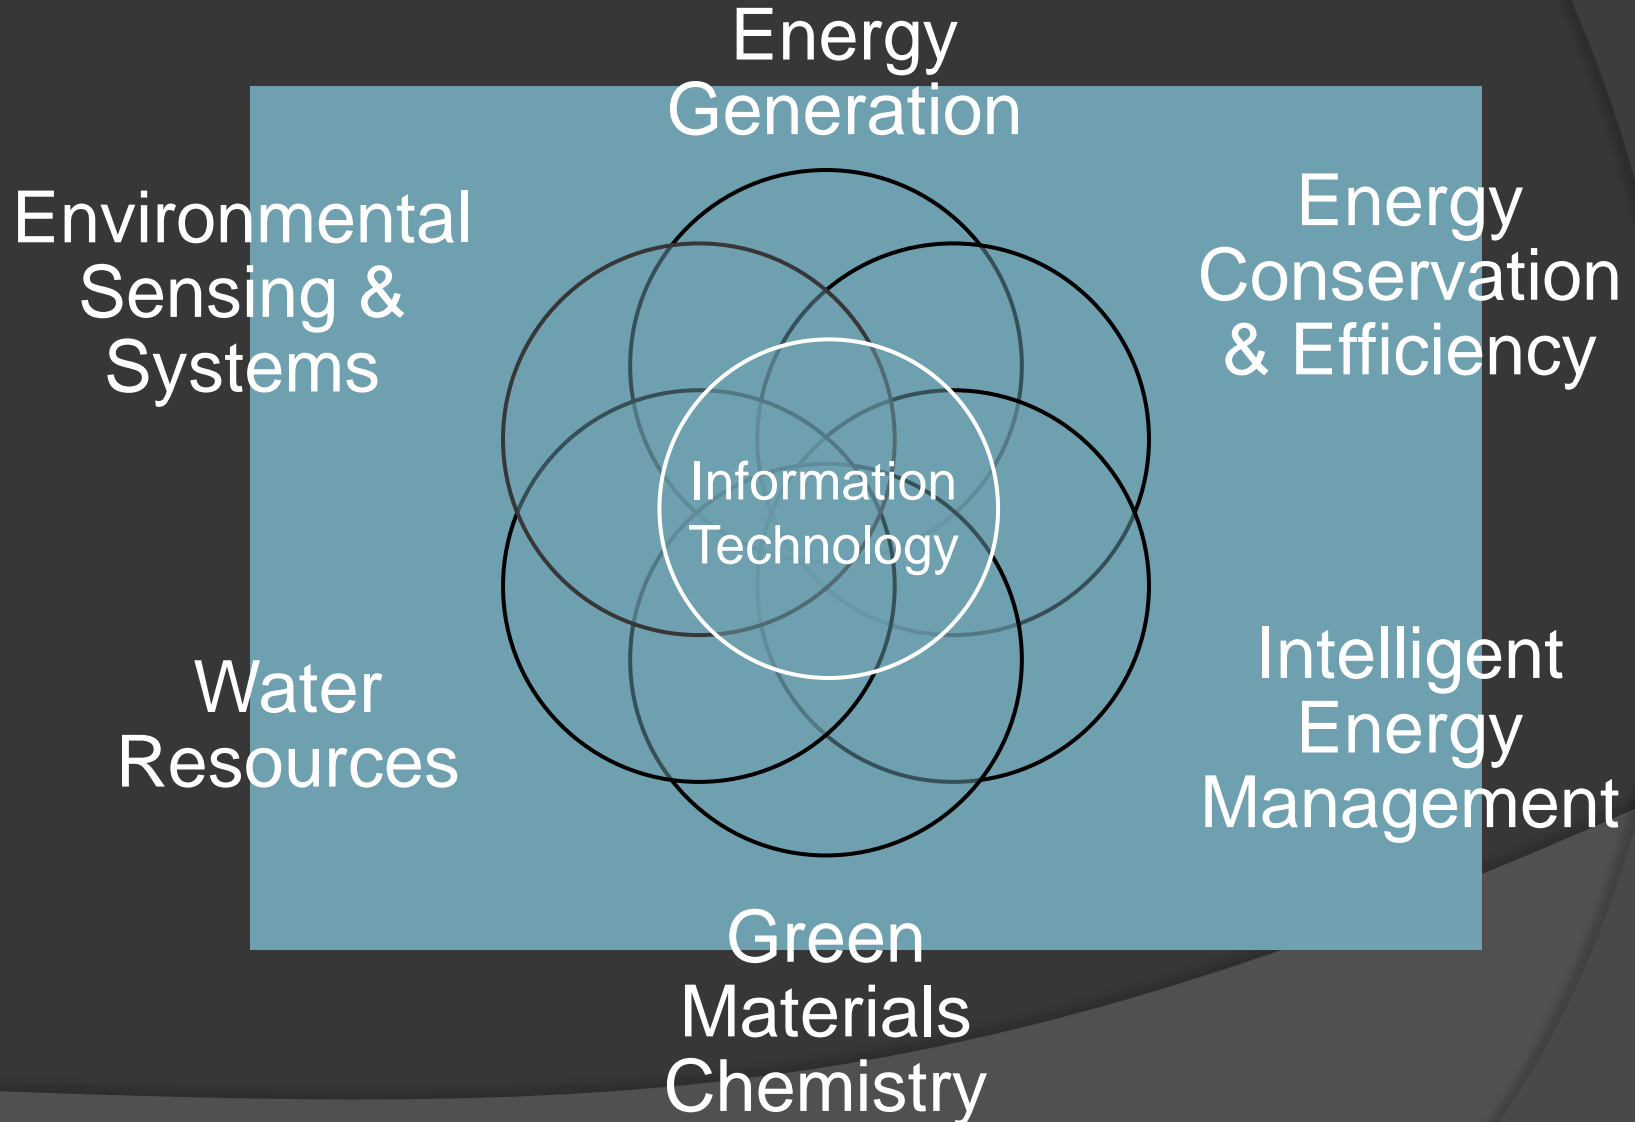 Energy
Generation
Environmental
Sensing &
Systems
Energy
Conservation
& Efficiency
Information
Technology
Water
Resources
Intelligent
Energy
Management
Green
Materials
Chemistry